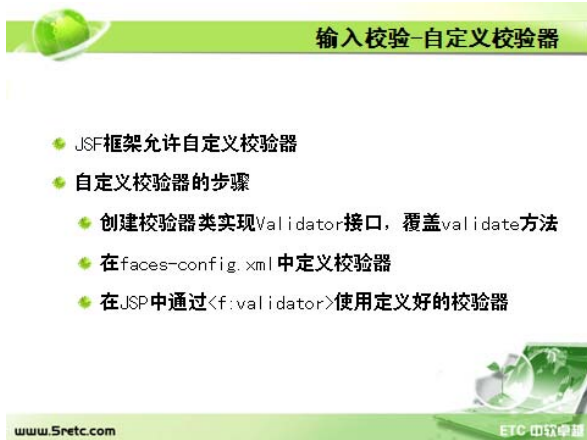 输入校验-自定义校验器
JSF框架允许自定义校验器
自定义校验器的步骤
创建校验器类实现Validator接口，覆盖validate方法
在faces-config.xml中定义校验器
在JSP中通过<f:validator>使用定义好的校验器
www.5retc.com
ETC 中软卓越